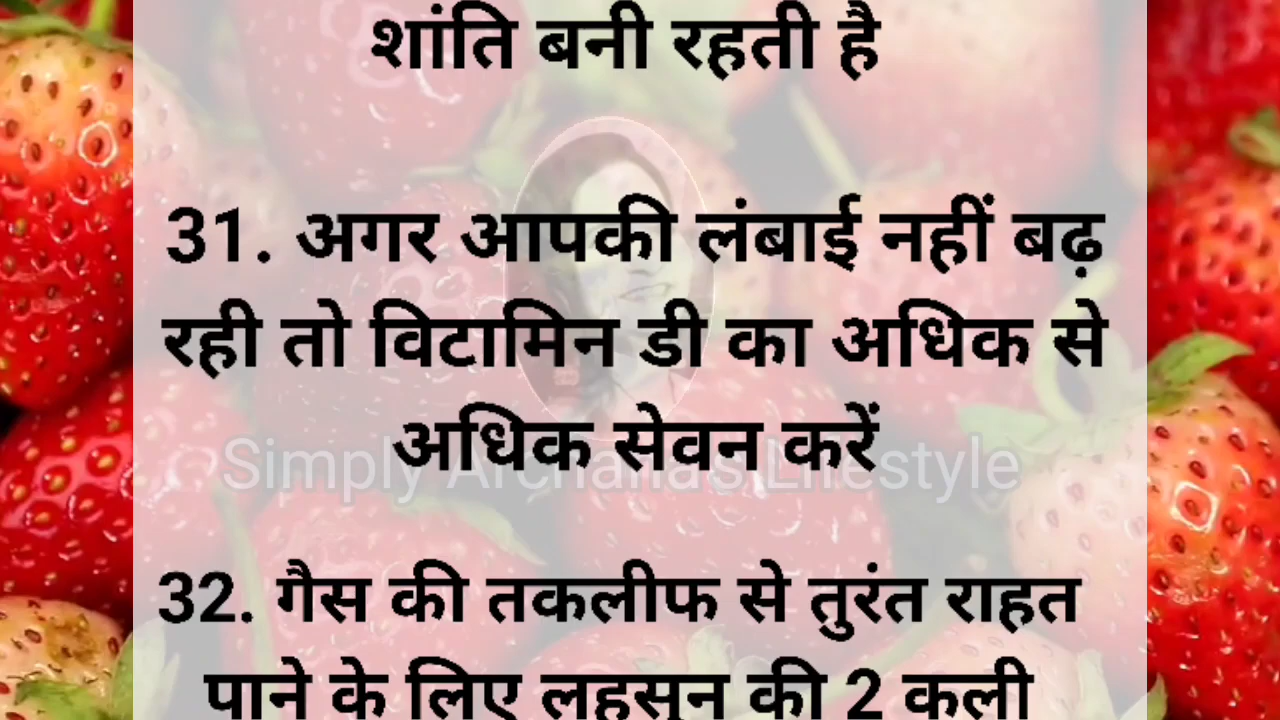 शांति बनी रहती है
31. अगर आपकी लंबाई नहीं बढ़
रही तो विटामिन डी का अधिक से
अधिक सेवन करें
Simply Archana's Lifestyle
32. गैस की तकलीफ से तुरंत राहत
पाने के लिए लहसुन की 2 कली